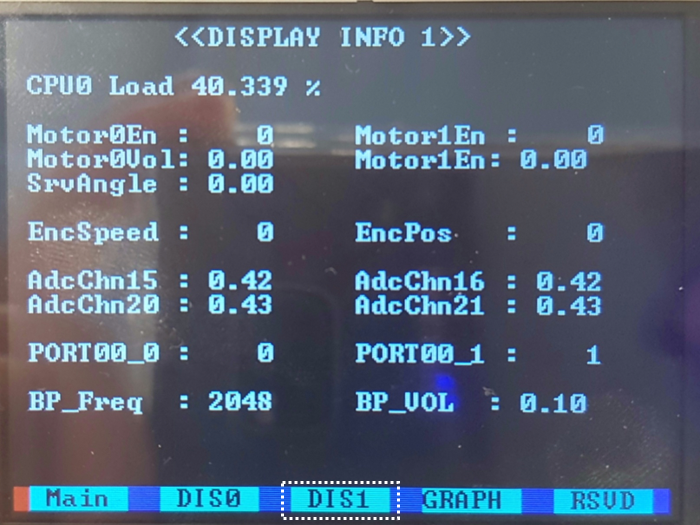 <<DISPLAY INFO 1>>
CPU0 Load 40.339 %
Motor0En : 0 Motor1En : 0
Motor0Vol: 0.00 Motor1En: 0.00
SrvAngle : 0.00
EncSpeed : 0 EncPos : 0
AdcChn15 : 0.42 AdcChn16 : 0.42
AdcChn20 : 0.43 AdcChn21 : 0.43
PORT00_0 : 0 PORT00_1 : 1
BP_Freq : 2048 BP_VOL : 0.10
Main DIS0 DIS1 GRAPH RSVD